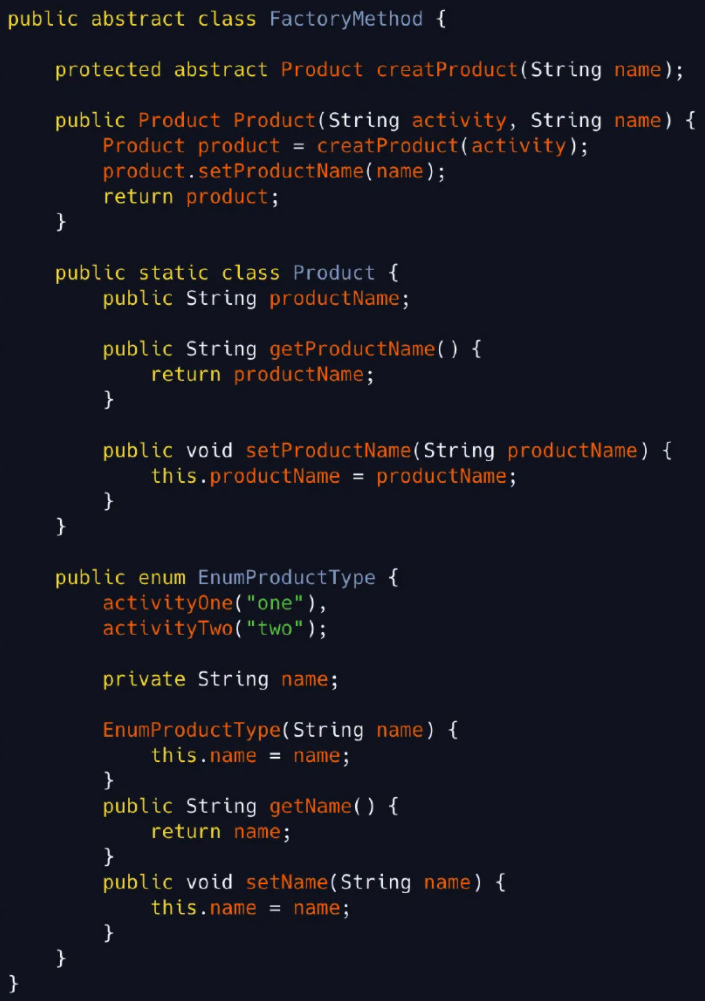 public abstract class FactoryMethod {
    protected abstract Product creatProduct(String name);
    public Product Product(String activity, String name) {
        Product product = creatProduct(activity);
        product.setProductName(name);
        return product;
    }
    public static class Product {
        public String productName;
        public String getProductName() {
            return productName;
        }
        public void setProductName(String productName) {
            this.productName = productName;
        }
    }
    public enum EnumProductType {
        activityOne("one"),
        activityTwo("two");
        private String name;
        EnumProductType(String name) {
            this.name = name;
        }
        public String getName() {
            return name;
        }
        public void setName(String name) {
            this.name = name;
        }
    }
}